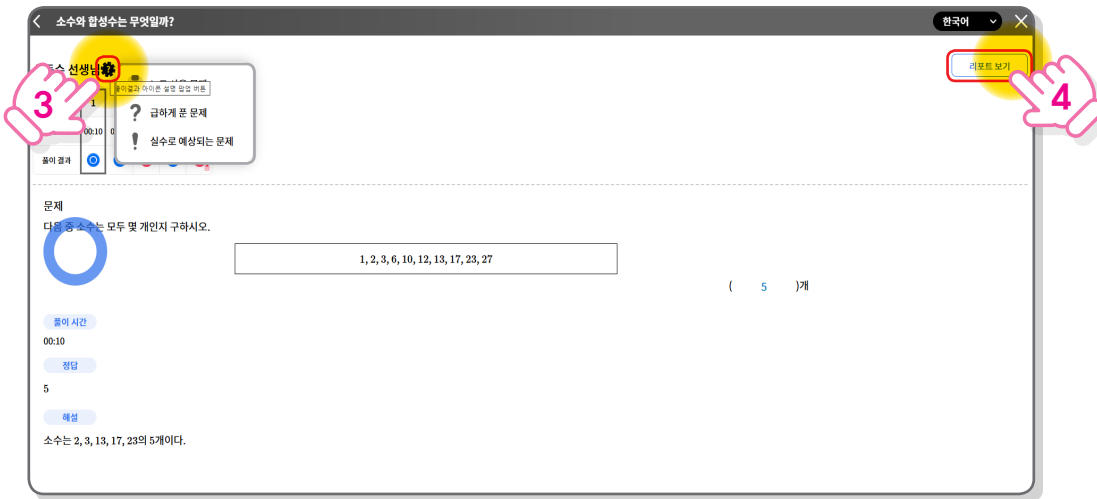 소수와 합성수는 무엇일까?
한국어
선생님
리포트 보기
풀이결과 아이콘 설명 팝업 버튼
3
1
급하게 푼 문제
4
00:10
실수로 예상되는 문제
풀이 결과
문제
다음 중 소수는 모두 몇 개인지 구하시오.
1, 2, 3, 6, 10, 12, 13, 17, 23, 27
( 5 )개
풀이 시간
00:10
정답
5
해설
소수는 2, 3, 13, 17, 23의 5개이다.